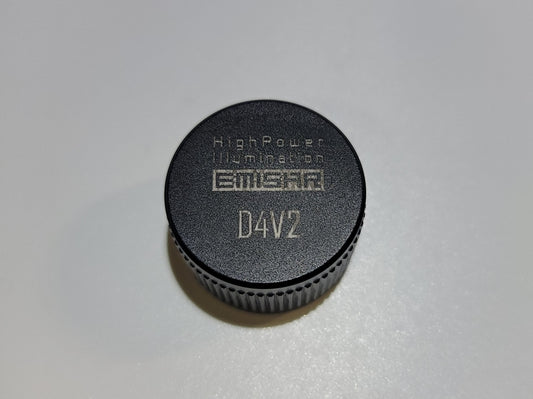 HighPower
Illumination
EMISAR
D4V2